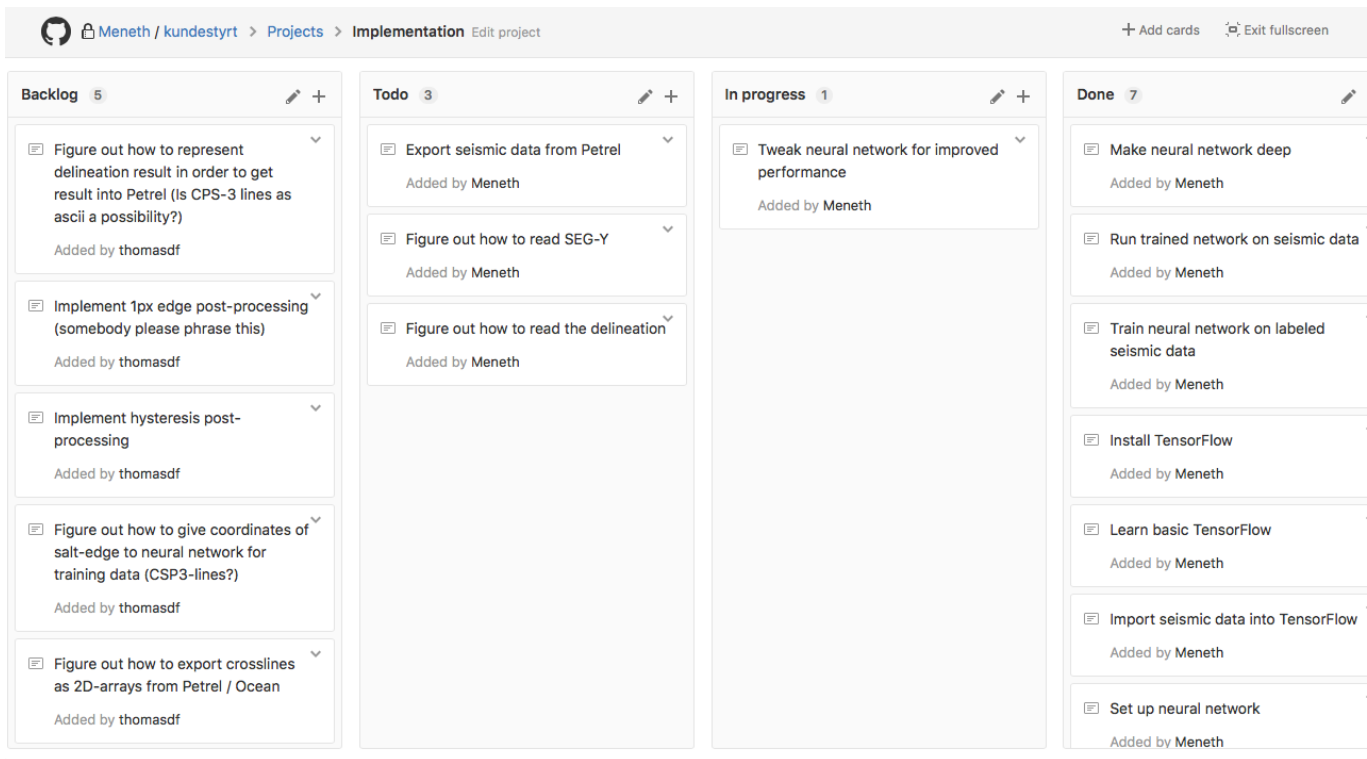 Meneth / kundestyrt > Projects > Implementation Edit project
+ Add cards Exit fullscreen
Backlog 5
Figure out how to represent
delineation result in order to get
result into Petrel (Is CPS-3 lines as
ascii a possibility?)
Added by thomasdf
Implement 1px edge post-processing
(somebody please phrase this)
Added by thomasdf
Implement hysteresis post-
processing
Added by thomasdf
Figure out how to give coordinates of
salt-edge to neural network for
training data (CSP3-lines?)
Added by thomasdf
Figure out how to export crosslines
as 2D-arrays from Petrel / Ocean
Added by thomasdf
Todo 3
Export seismic data from Petrel
Added by Meneth
Figure out how to read SEG-Y
Added by Meneth
Figure out how to read the delineation
Added by Meneth
In progress 1
Tweak neural network for improved
performance
Added by Meneth
Done 7
Make neural network deep
Added by Meneth
Run trained network on seismic data
Added by Meneth
Train neural network on labeled
seismic data
Added by Meneth
Install TensorFlow
Added by Meneth
Learn basic TensorFlow
Added by Meneth
Import seismic data into TensorFlow
Added by Meneth
Set up neural network
Added by Meneth